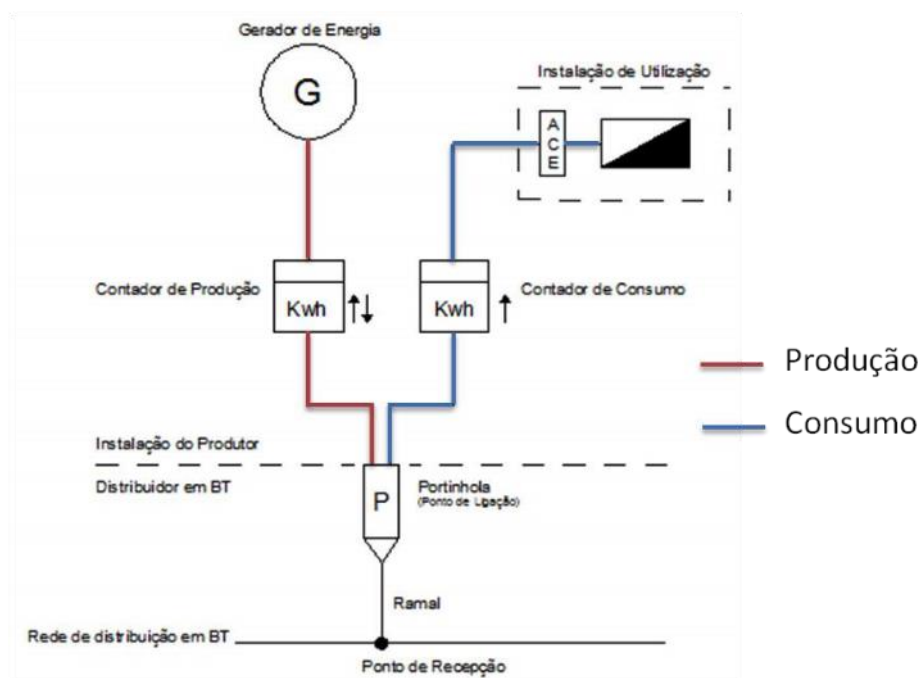 Gerador de Energia
G
Instalação de Utilização
A
C
E
Contador de Produção
Kwh
Kwh
Contador de Consumo
Produção
Consumo
Instalação do Produtor
Distribuidor em BT
P
Portinhola
(Ponto de Ligação)
Ramal
Rede de distribuição em BT
Ponto de Recepção